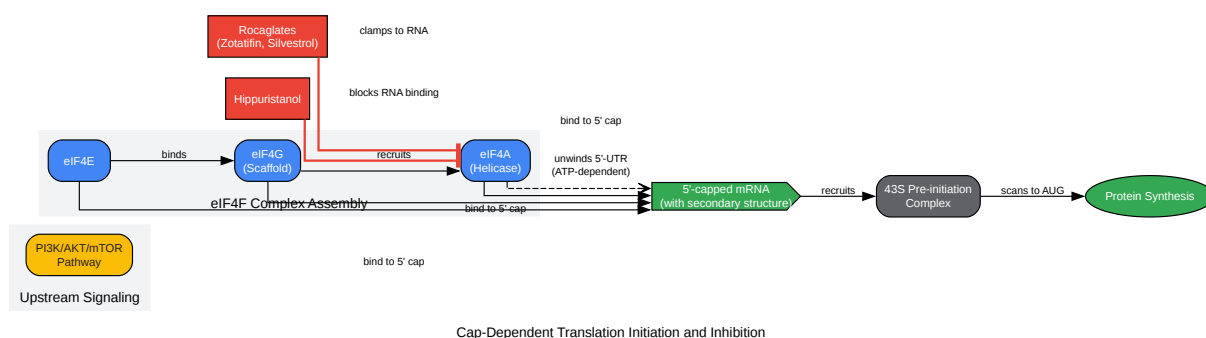 Rocaglates
(Zotatifin, Silvestrol)
clamps to RNA
Hippuristanol
blocks RNA binding
bind to 5' cap
eIF4E
binds
eIF4G
(Scaffold)
recruits
eIF4A
(Helicase)
unwinds 5'-UTR
(ATP-dependent)
5'-capped mRNA
(with secondary structure)
recruits
43S Pre-initiation
Complex
scans to AUG
Protein Synthesis
eIF4F Complex Assembly
bind to 5' cap
PI3K/AKT/mTOR
Pathway
bind to 5' cap
Upstream Signaling
Cap-Dependent Translation Initiation and Inhibition